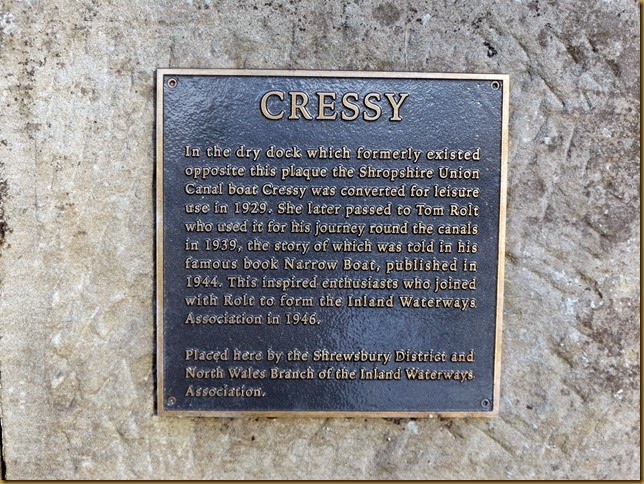 CRESSY
In the dry dock which formerly existed
opposite this plaque the Shropshire Union
Canal boat Cressy was converted for leisure
use in 1929. She later passed to Tom Rolt
who used it for his journey round the canals
in 1939, the story of which was told in his
famous book Narrow Boat, published in
1944. This inspired enthusiasts who joined
with Rolt to form the Inland Waterways
Association in 1946.
Placed here by the Shrewsbury District and
North Wales Branch of the Inland Waterways
Association.